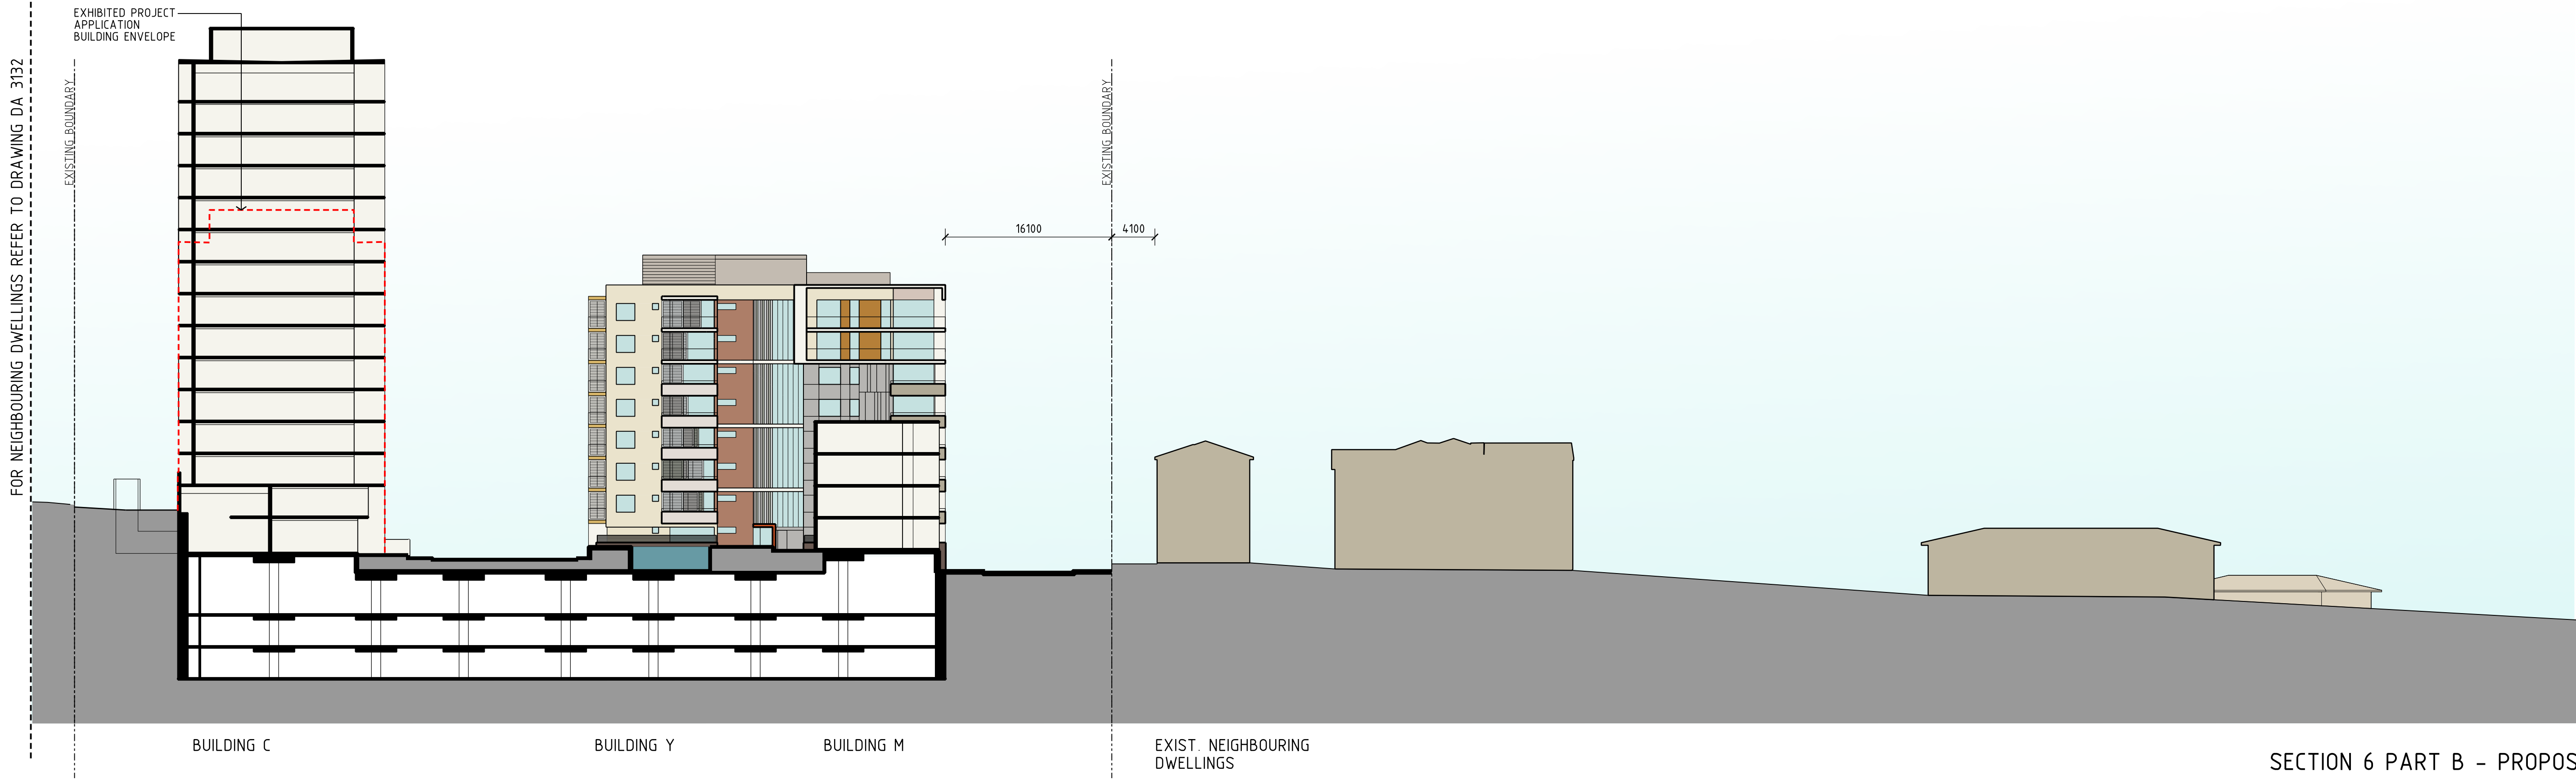 EXHIBITED PROJECT
APPLICATION
BUILDING ENVELOPE
FOR NEIGHBOURING DWELLINGS REFER TO DRAWING DA 3132
EXISTING BOUNDARY
EXISTING BOUNDARY
16100
4100
BUILDING C
BUILDING Y
BUILDING M
EXIST. NEIGHBOURING
DWELLINGS
SECTION 6 PART B - PROPOS